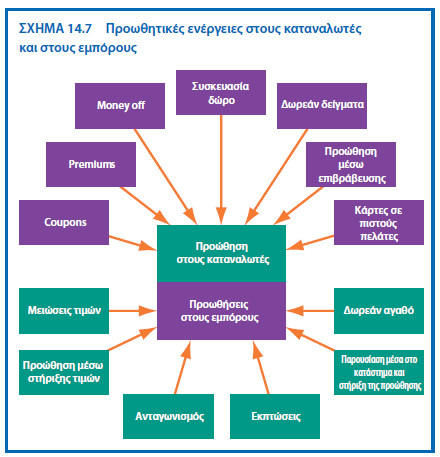 ΣΧΗΜΑ 14.7 Προωθητικές ενέργειες στους καταναλωτές
και στους εμπόρους
Συσκευασία
δώρο
Money off
Δωρεάν δείγματα
Premiums
Προώθηση
μέσω
επιβράβευσης
Coupons
Κάρτες σε
πιστούς
πελάτες
Προώθηση
στους καταναλωτές
Προωθήσεις
στους εμπόρους
Μειώσεις τιμών
Δωρεάν αγαθό
Προώθηση μέσω
στήριξης τιμών
Παρουσίαση μέσα στο
κατάστημα και
στήριξη της προώθησης
Ανταγωνισμός
Εκπτώσεις